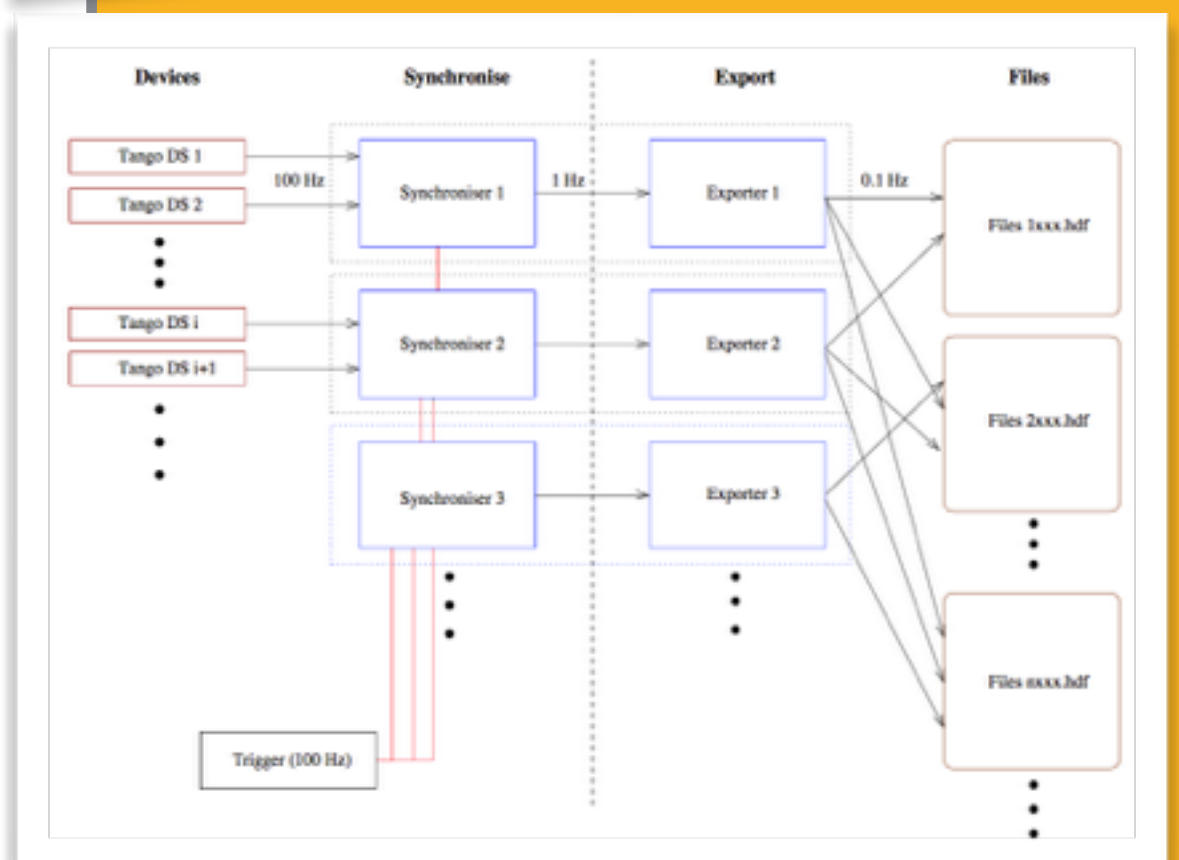 Devices
Synchronise
Export
Files
Tango DS 1
Tango DS 2
100 Hz
Synchroniser 1
1 Hz
Exporter 1
0.1 Hz
Files 1xxx.hdf
Tango DS i
Tango DS i+1
Synchroniser 2
Exporter 2
Files 2xxx.hdf
Synchroniser 3
Exporter 3
Files nxxx.hdf
Trigger (100 Hz)